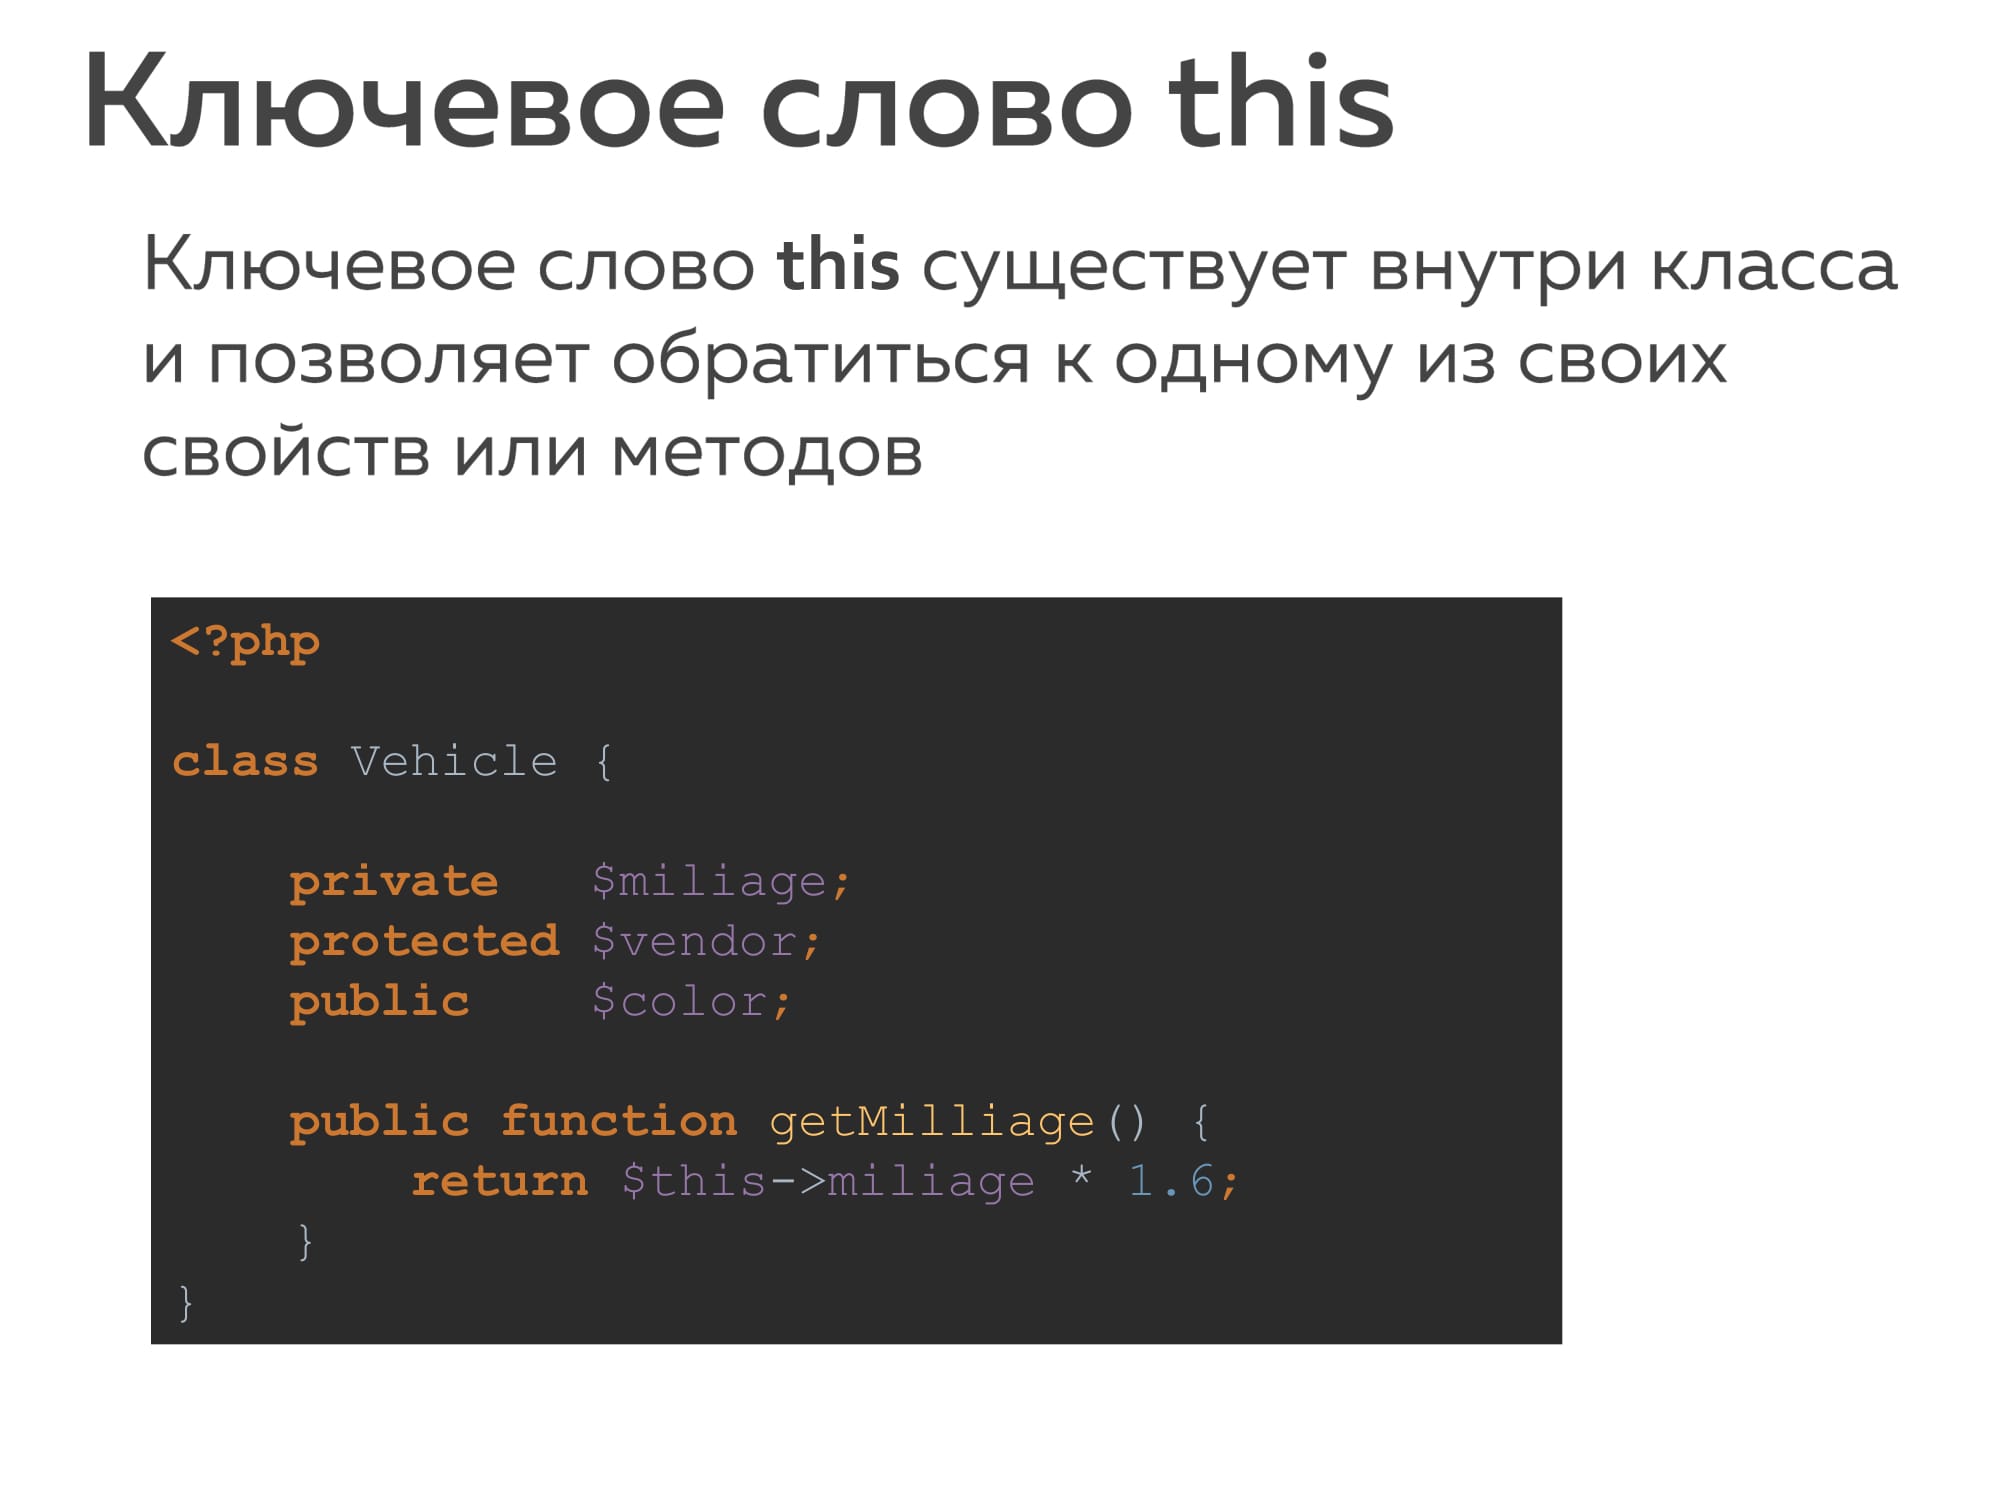 Ключевое слово this
Ключевое слово this существует внутри класса
и позволяет обратиться к одному из своих
свойств или методов
<?php
class Vehicle {
    private   $miliage;
    protected $vendor;
    public    $color;
    public function getMilliage() {
        return $this->miliage * 1.6;
    }
}